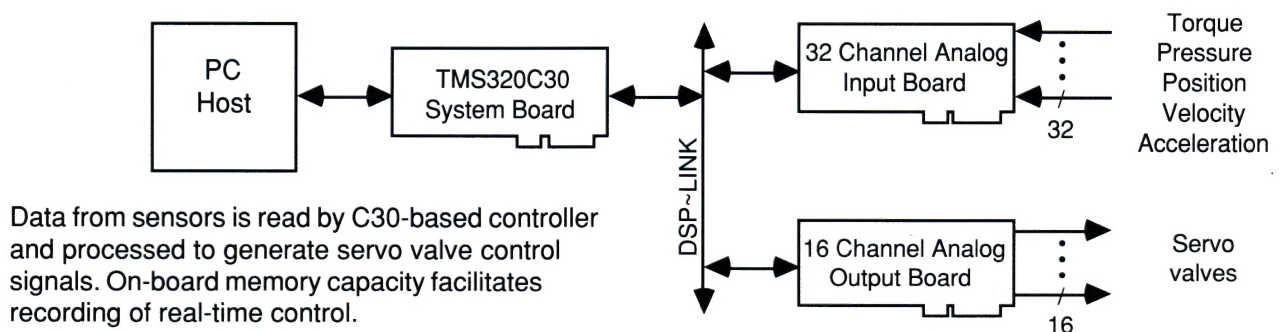 PC
Host
TMS320C30
System Board
DSP~LINK
32 Channel Analog
Input Board
32
Torque
Pressure
Position
Velocity
Acceleration
16 Channel Analog
Output Board
16
Servo
valves
Data from sensors is read by C30-based controller
and processed to generate servo valve control
signals. On-board memory capacity facilitates
recording of real-time control.